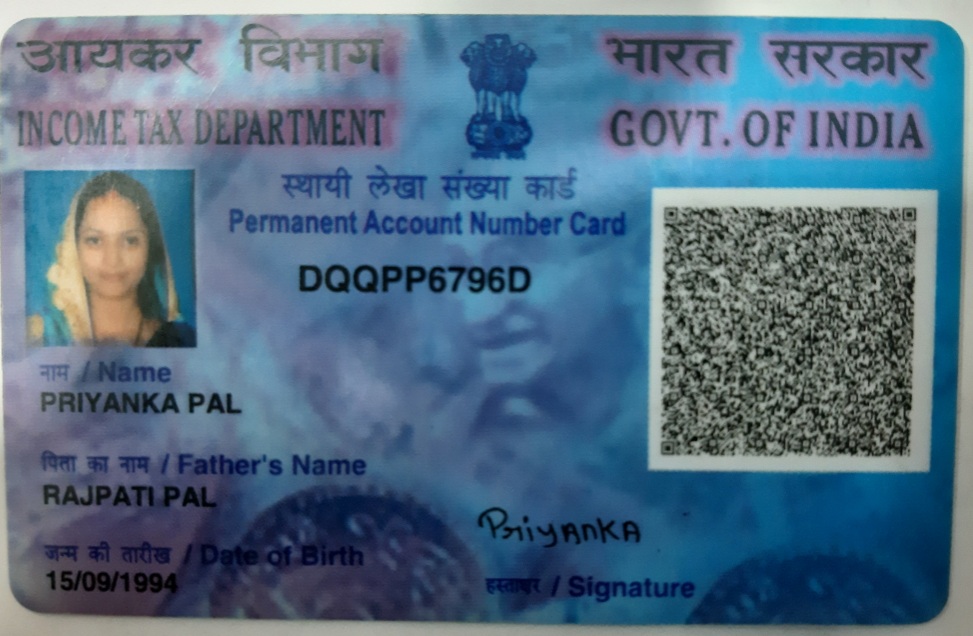 आयकर विभाग
INCOME TAX DEPARTMENT
भारत सरकार
GOVT. OF INDIA
स्थायी लेखा संख्या कार्ड
Permanent Account Number Card
DQQPP6796D
नाम / Name
PRIYANKA PAL
पिता का नाम / Father's Name
RAJPATI PAL
जन्म की तारीख / Date of Birth
15/09/1994
PriyAnKA
हस्ताक्षर / Signature